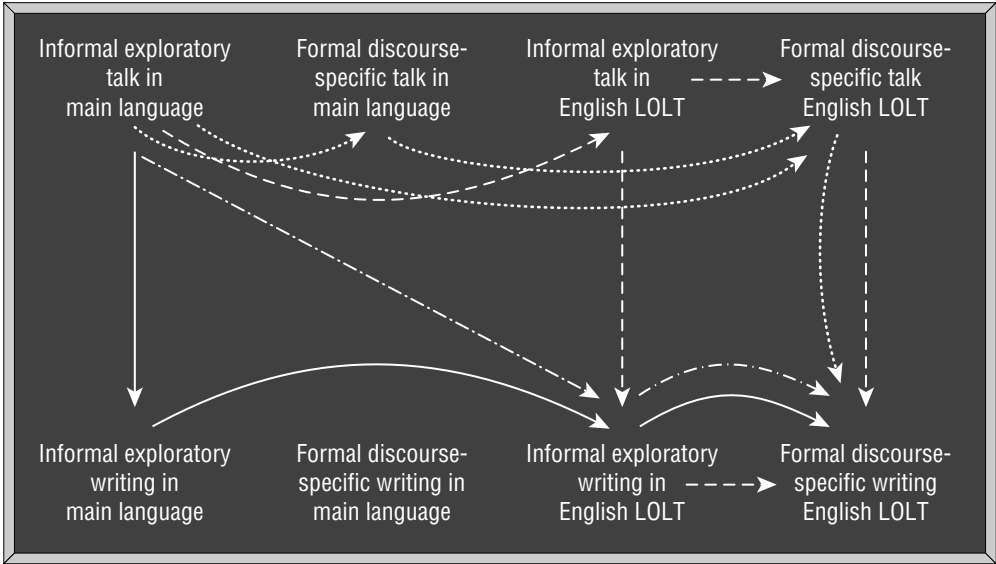 Informal exploratory
talk in
main language
Formal discourse-
specific talk in
main language
Informal exploratory
talk in
English LOLT
Formal discourse-
specific talk
English LOLT
Informal exploratory
writing in
main language
Formal discourse-
specific writing in
main language
Informal exploratory
writing in
English LOLT
Formal discourse-
specific writing
English LOLT